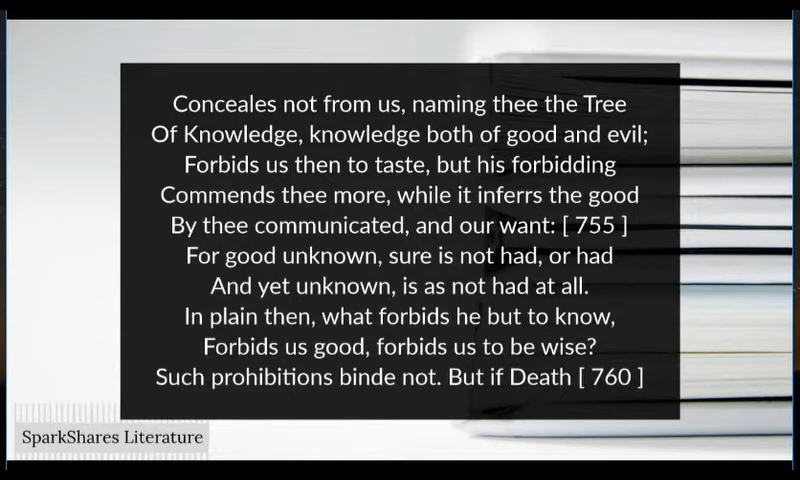 Conceales not from us, naming thee the Tree
Of Knowledge, knowledge both of good and evil;
Forbids us then to taste, but his forbidding
Commends thee more, while it inferrs the good
By thee communicated, and our want: [ 755 ]
For good unknown, sure is not had, or had
And yet unknown, is as not had at all.
In plain then, what forbids he but to know,
Forbids us good, forbids us to be wise?
Such prohibitions binde not. But if Death [ 760 ]
SparkShares Literature